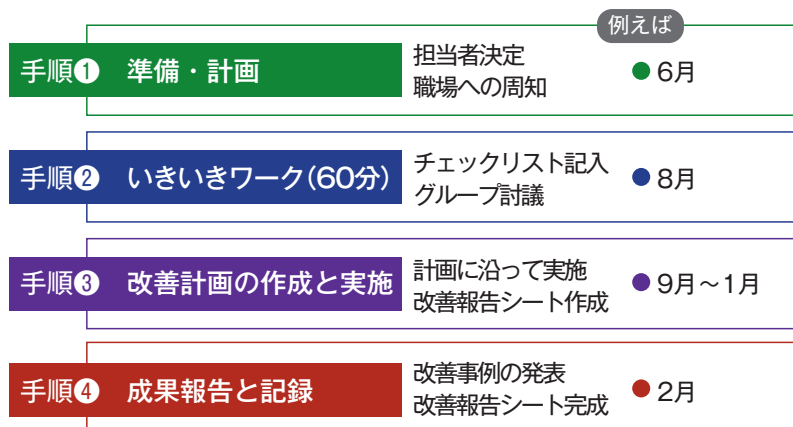 例えば
手順❶ 準備・計画
担当者決定
職場への周知
●6月
手順❷ いきいきワーク(60分)
チェックリスト記入
グループ討議
●8月
手順❸ 改善計画の作成と実施
計画に沿って実施
改善報告シート作成
●9月～1月
手順❹ 成果報告と記録
改善事例の発表
改善報告シート完成
●2月